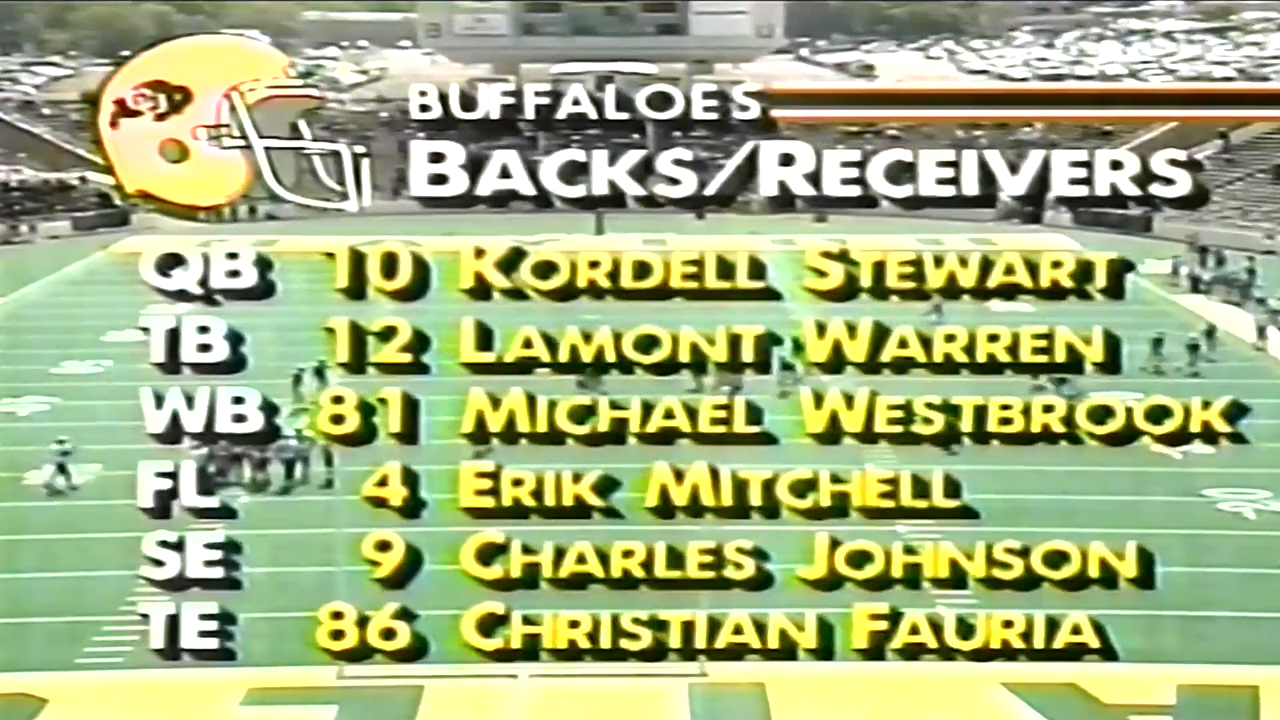 BUFFALOES
BACKS/RECEIVERS
QB 10 KORDELL STEWART
TB 12 LAMONT WARREN
WB 81 MICHAEL WESTBROOK
FL 4 ERIK MITCHELL
SE 9 CHARLES JOHNSON
TE 86 CHRISTIAN FAURIA